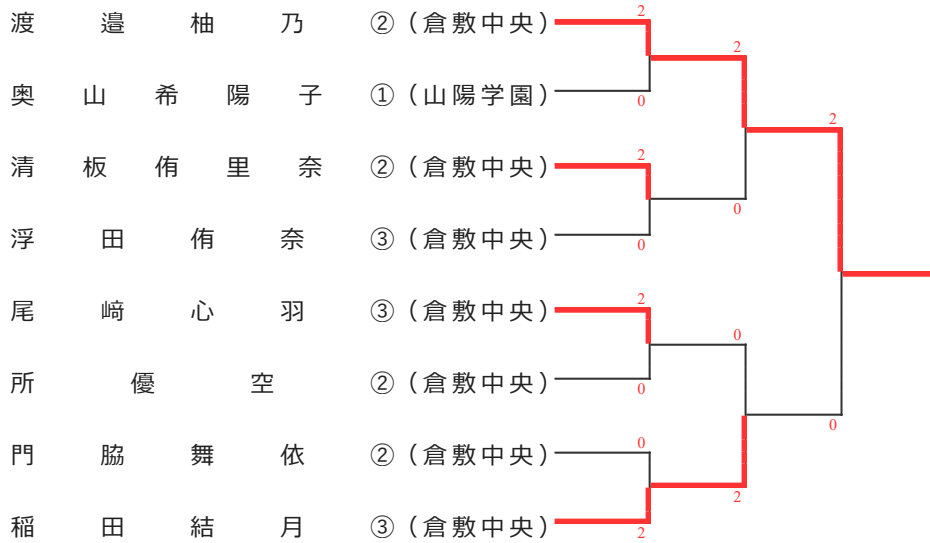 渡邉柚乃 ②（倉敷中央） 2
2
奥山希陽子 ①（山陽学園） 0
2
清板侑里奈 ②（倉敷中央） 2
0
浮田侑奈 ③（倉敷中央） 0
尾﨑心羽 ③（倉敷中央） 2
0
所優空 ②（倉敷中央） 0
0
門脇舞依 ②（倉敷中央） 0
2
稲田結月 ③（倉敷中央） 2